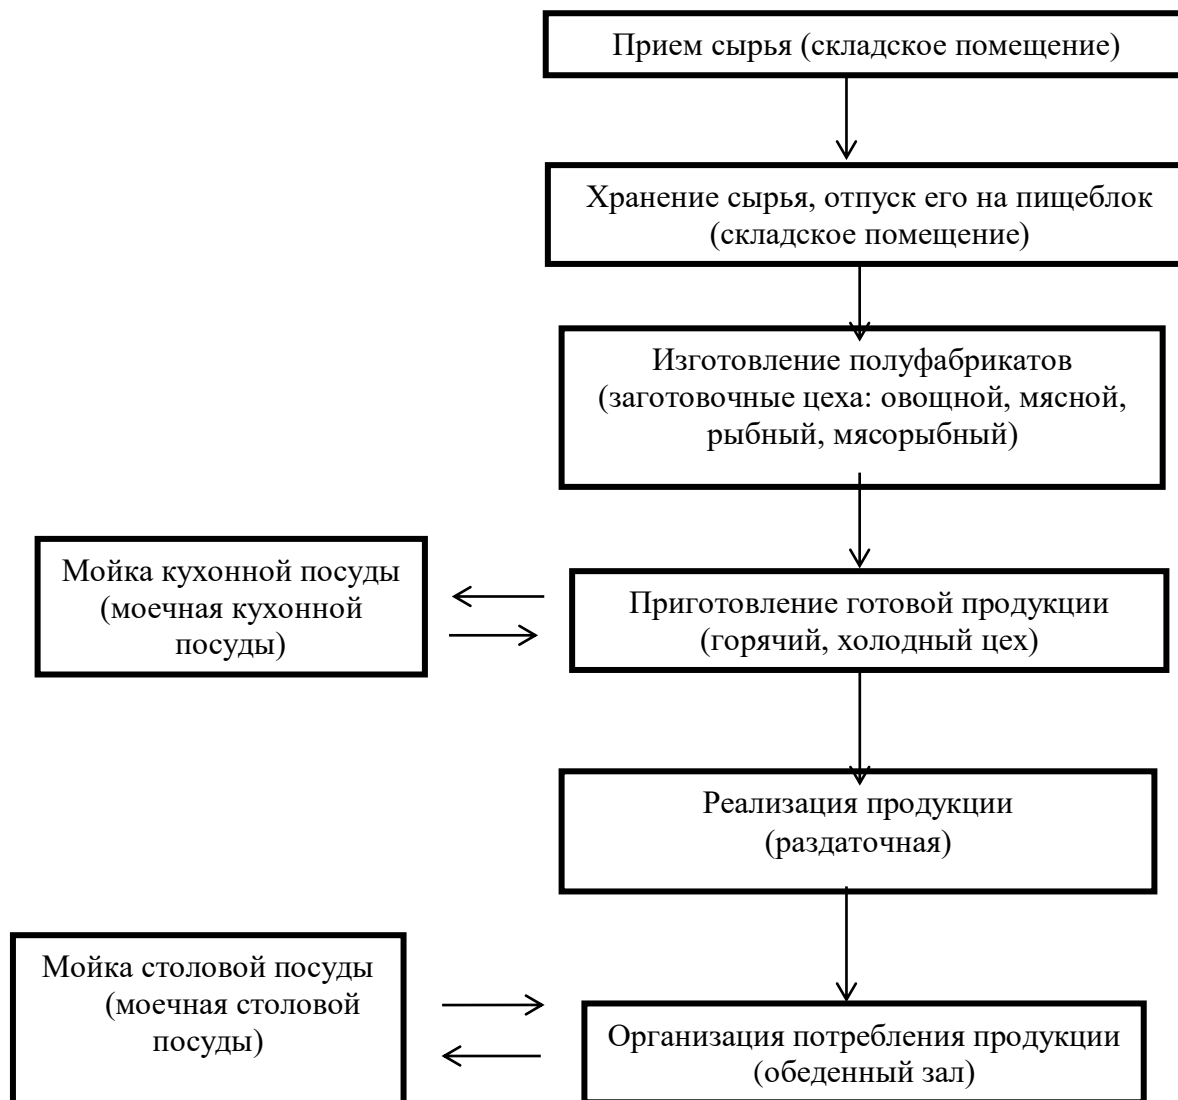 Прием сырья (складское помещение)
Хранение сырья, отпуск его на пищеблок
(складское помещение)
Изготовление полуфабрикатов
(заготовочные цеха: овощной, мясной,
рыбный, мясорыбный)
Мойка кухонной посуды
(моечная кухонной
посуды)
Приготовление готовой продукции
(горячий, холодный цех)
Реализация продукции
(раздаточная)
Мойка столовой посуды
(моечная столовой
посуды)
Организация потребления продукции
(обеденный зал)